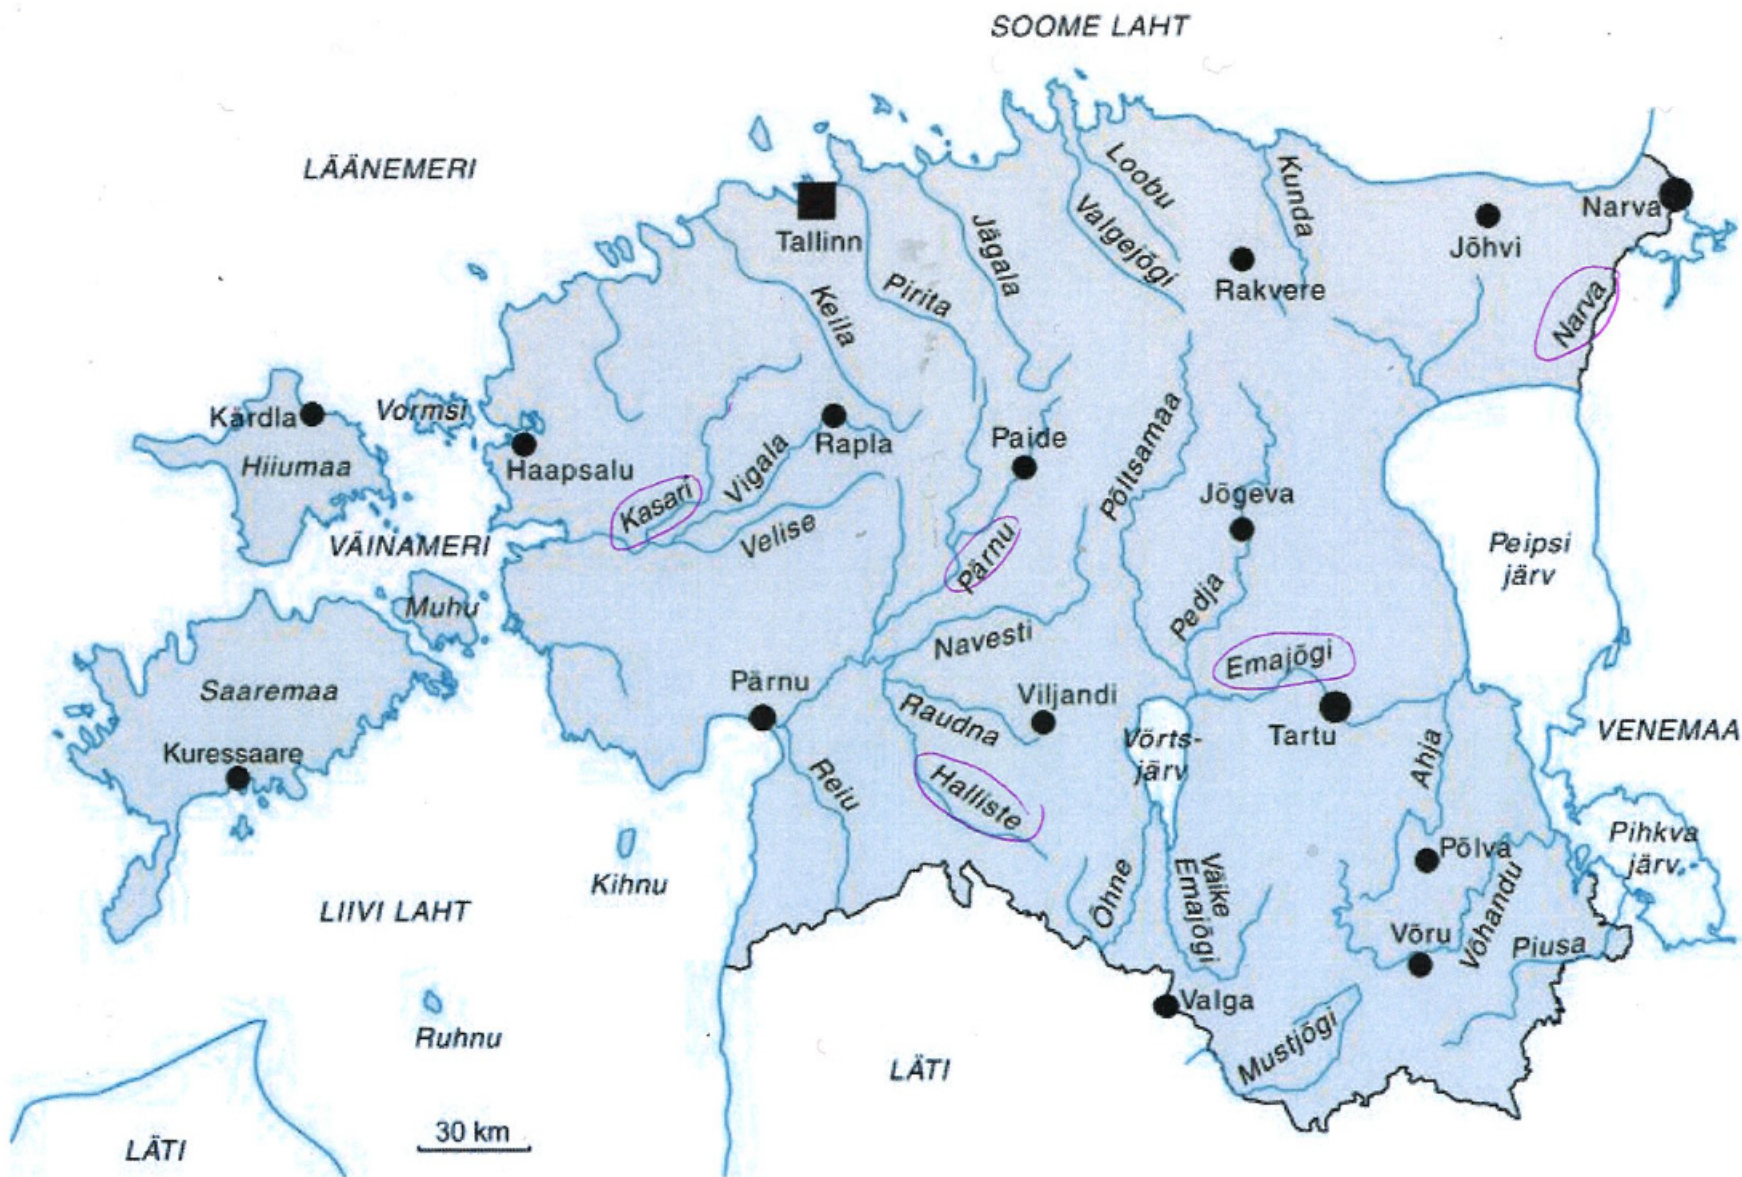 SOOME LAHT
LÄÄNEMERI
Loobu
Kunda
Valgejõgi
Narva
Tallinn
Jägala
Jõhvi
Keila
Pirita
Rakvere
Narva
Kärdla
Vormsi
Hiiumaa
Haapsalu
Rapla
Paide
Põltsamaa
Kasari
Vigala
Velise
Jõgeva
Pärnu
VÄINAMERI
Peipsi
järv
Muhu
Pedja
Navesti
Emajõgi
Saaremaa
Pärnu
Viljandi
Raudna
Võrts-
järv
Tartu
VENEMAA
Kuressaare
Reiu
Halliste
Ahja
Pihkva
järv
Põlva
Kihnu
Õhne
Väike
Emajõgi
Võhandu
LIIVI LAHT
Võru
Piusa
Valga
Ruhnu
Mustjõgi
LÄTI
30 km
LÄTI